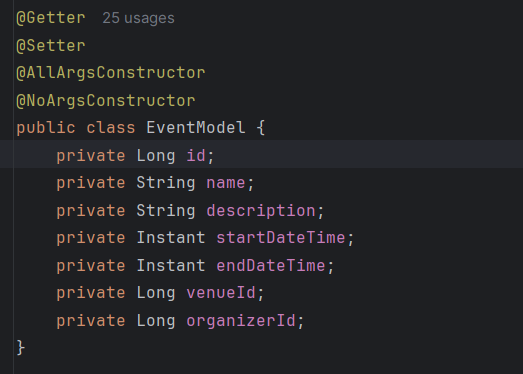 @Getter 25 usages
@Setter
@AllArgsConstructor
@NoArgsConstructor
public class EventModel {
    private Long id;
    private String name;
    private String description;
    private Instant startDateTime;
    private Instant endDateTime;
    private Long venueId;
    private Long organizerId;
}